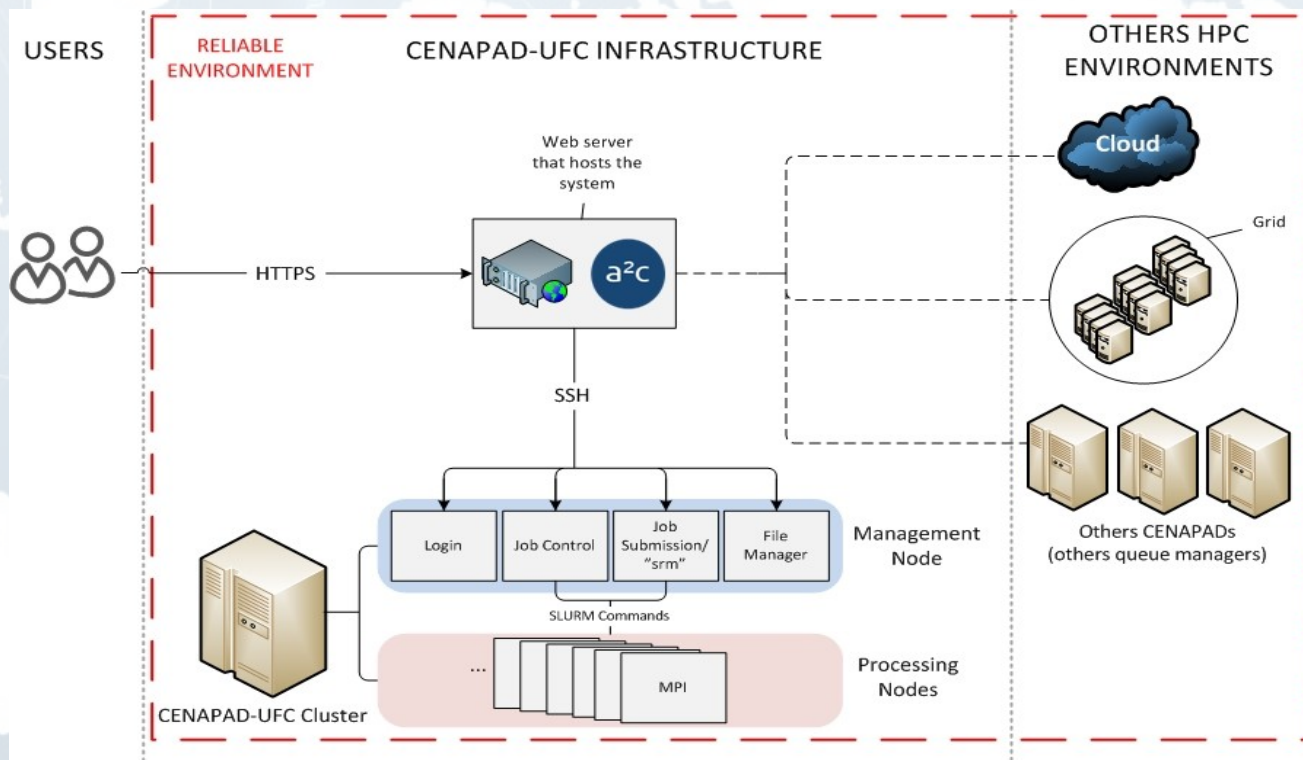 USERS
RELIABLE
ENVIRONMENT
CENAPAD-UFC INFRASTRUCTURE
OTHERS HPC
ENVIRONMENTS
Web server
that hosts the
system
Cloud
Grid
HTTPS
a²c
SSH
Login
Job Control
Job
Submission/
"srm"
File
Manager
Management
Node
Others CENAPADs
(others queue managers)
SLURM Commands
...
MPI
Processing
Nodes
CENAPAD-UFC Cluster